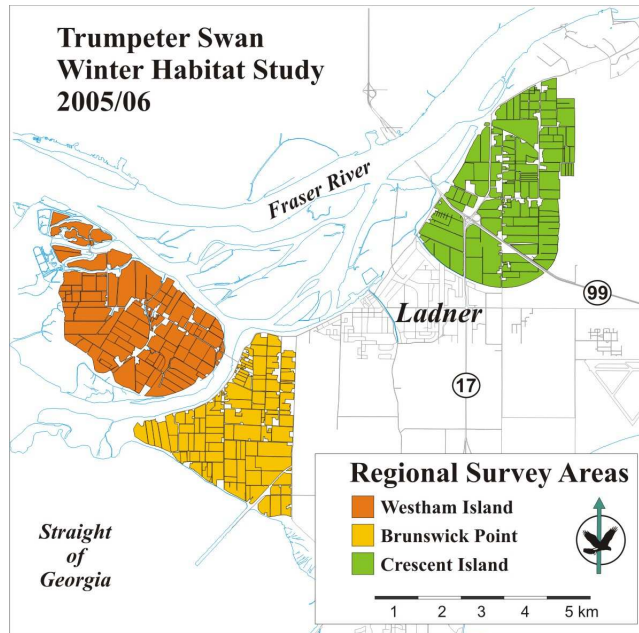 Trumpeter Swan
Winter Habitat Study
2005/06
Fraser River
Ladner
99
17
Straight
of
Georgia
Regional Survey Areas
Westham Island
Brunswick Point
Crescent Island
1 2 3 4 5 km